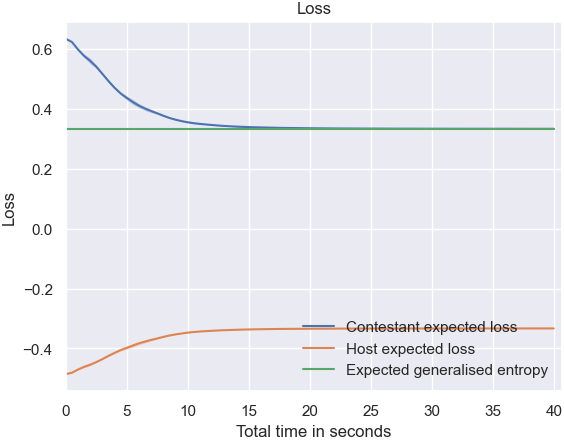 Loss
0.6
0.4
0.2
0.0
−0.2
−0.4
Loss
Contestant expected loss
Host expected loss
Expected generalised entropy
0 5 10 15 20 25 30 35 40
Total time in seconds